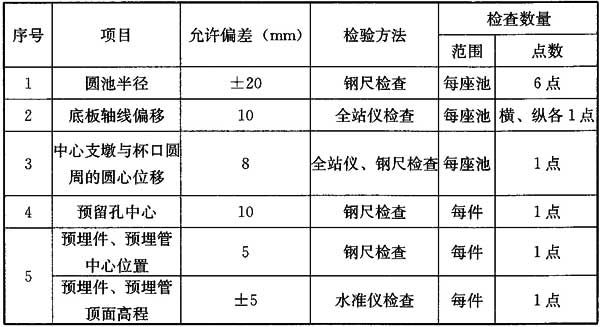 序号 项目 允许偏差（mm） 检验方法 检查数量
范围 点数
1 圆池半径 ±20 钢尺检查 每座池 6点
2 底板轴线偏移 10 全站仪检查 每座池 横、纵各1点
3 中心支墩与杯口圆
周的圆心位移 8 全站仪、钢尺检查 每座池 1点
4 预留孔中心 10 钢尺检查 每件 1点
5 预埋件、预埋管
中心位置 5 钢尺检查 每件 1点
预埋件、预埋管
顶面高程 ±5 水准仪检查 每件 1点